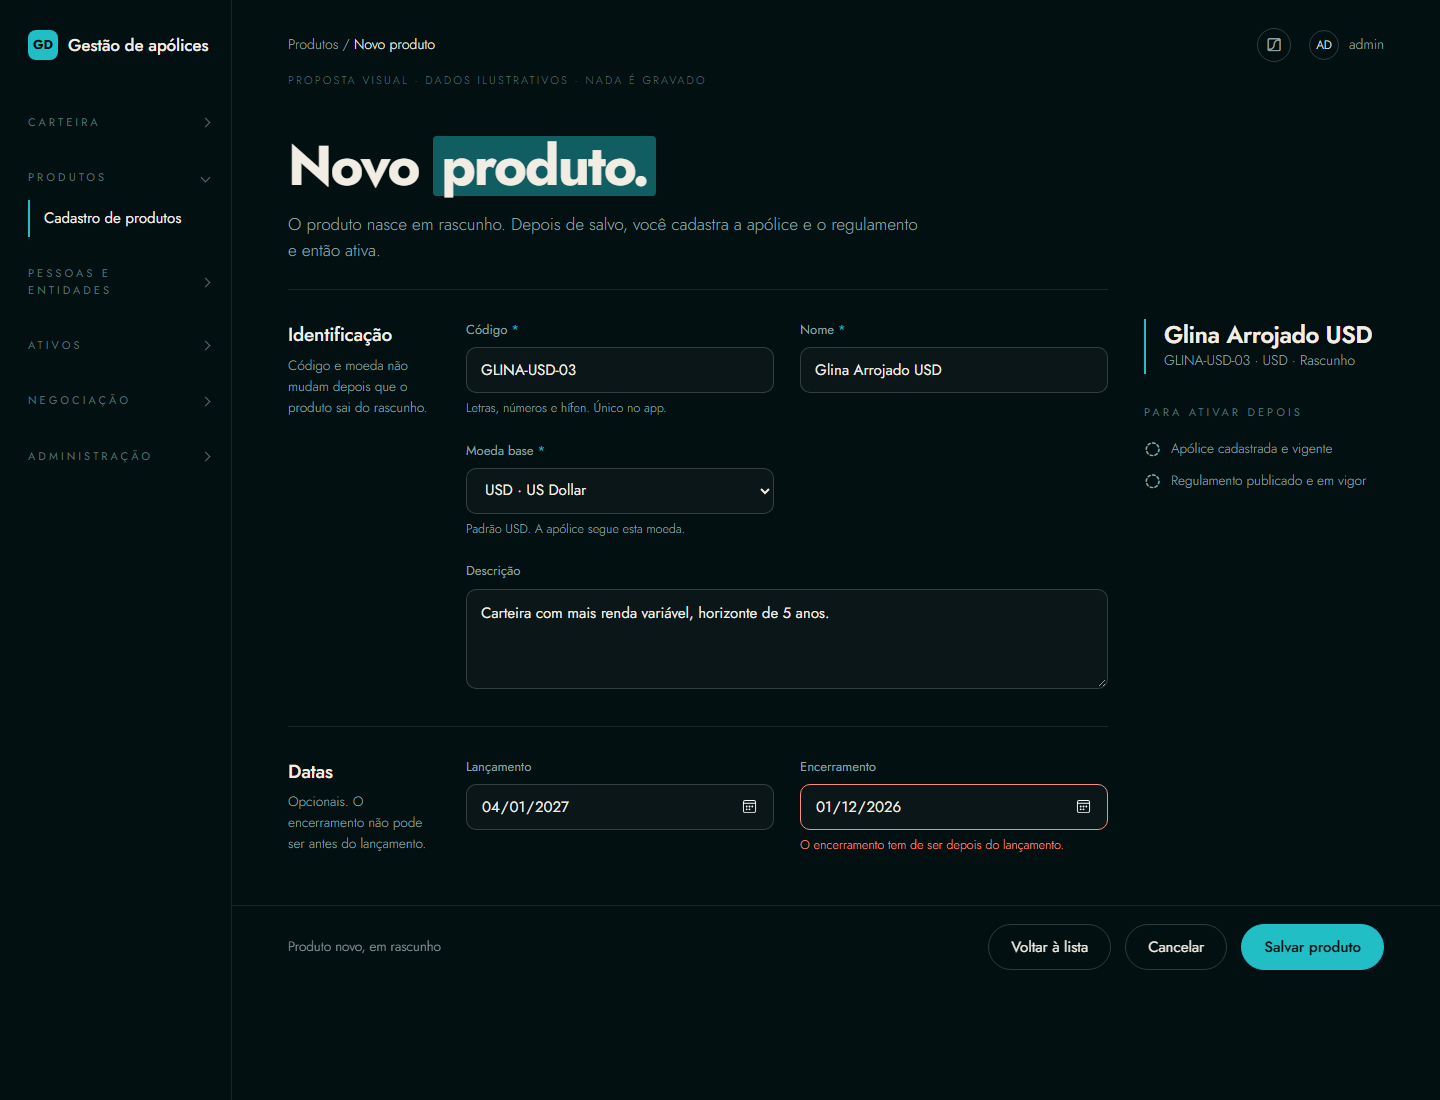 GD Gestão de apólices
CARTEIRA
PRODUTOS
Cadastro de produtos
PESSOAS E
ENTIDADES
ATIVOS
NEGOCIAÇÃO
ADMINISTRAÇÃO
Produtos / Novo produto
AD admin
PROPOSTA VISUAL · DADOS ILUSTRATIVOS · NADA É GRAVADO
Novo produto.
O produto nasce em rascunho. Depois de salvo, você cadastra a apólice e o regulamento
e então ativa.
Identificação
Código e moeda não
mudam depois que o
produto sai do rascunho.
Código *
GLINA-USD-03
Letras, números e hífen. Único no app.
Nome *
Glina Arrojado USD
Moeda base *
USD · US Dollar
Padrão USD. A apólice segue esta moeda.
Descrição
Carteira com mais renda variável, horizonte de 5 anos.
Datas
Opcionais. O
encerramento não pode
ser antes do lançamento.
Lançamento
04/01/2027
Encerramento
01/12/2026
O encerramento tem de ser depois do lançamento.
Glina Arrojado USD
GLINA-USD-03 · USD · Rascunho
PARA ATIVAR DEPOIS
Apólice cadastrada e vigente
Regulamento publicado e em vigor
Produto novo, em rascunho
Voltar à lista
Cancelar
Salvar produto